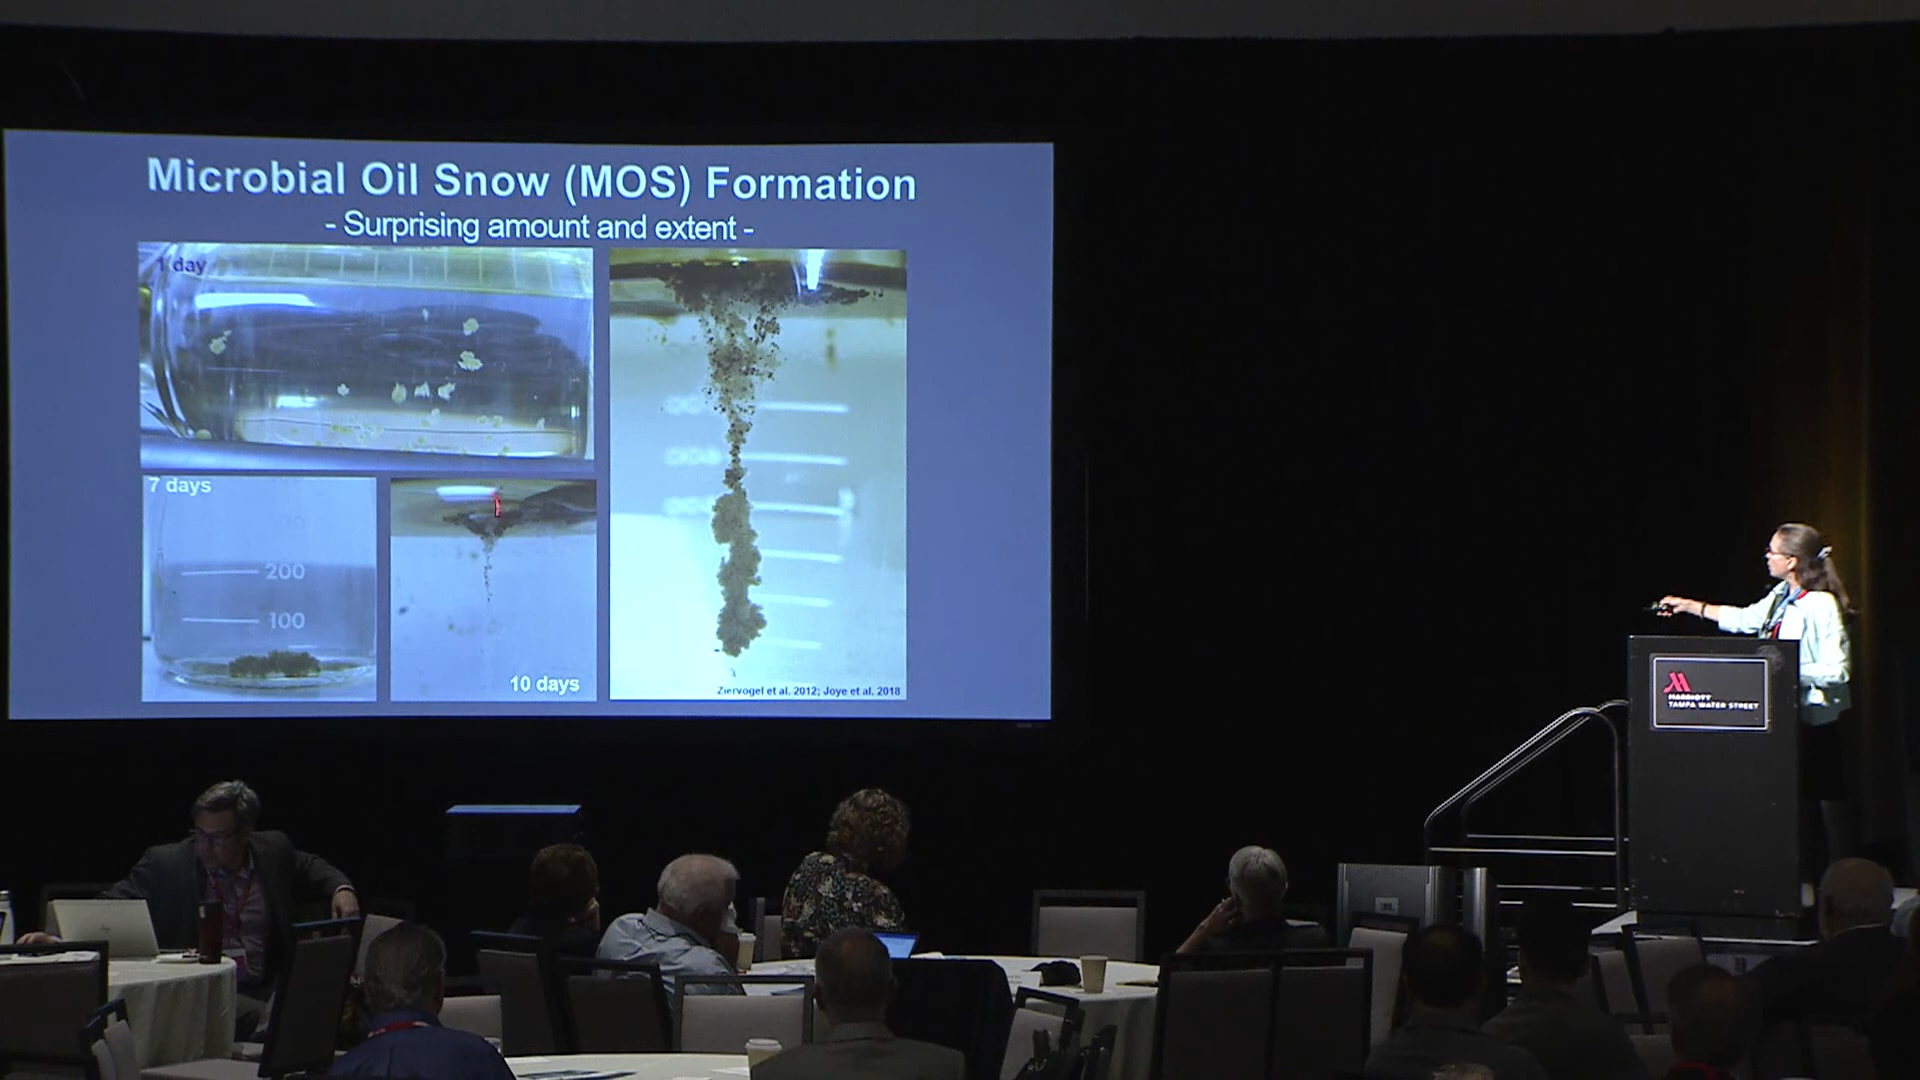 Microbial Oil Snow (MOS) Formation
- Surprising amount and extent -
1 day
7 days
200
100
10 days
Ziervogel et al. 2012; Joye et al. 2018
MARRIOTT
TAMPA WATER STREET